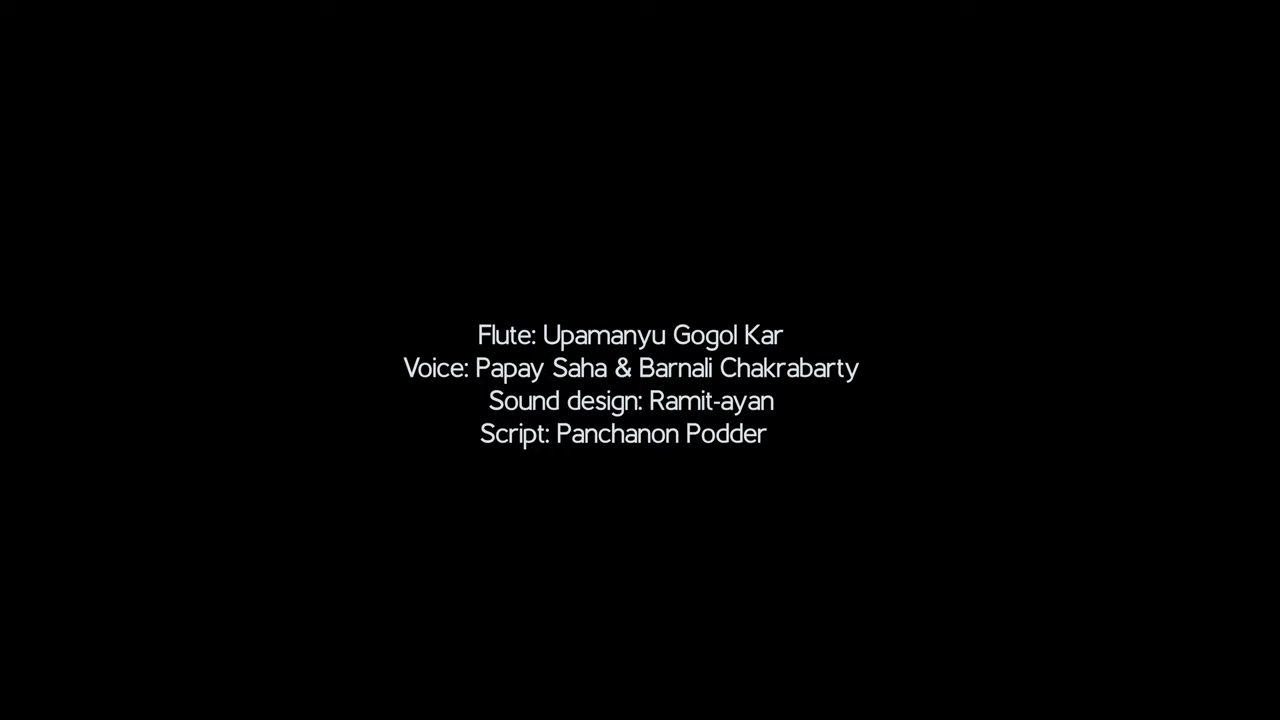 Flute: Upamanyu Gogol Kar
Voice: Papay Saha & Barnali Chakrabarty
Sound design: Ramit-ayan
Script: Panchanon Podder